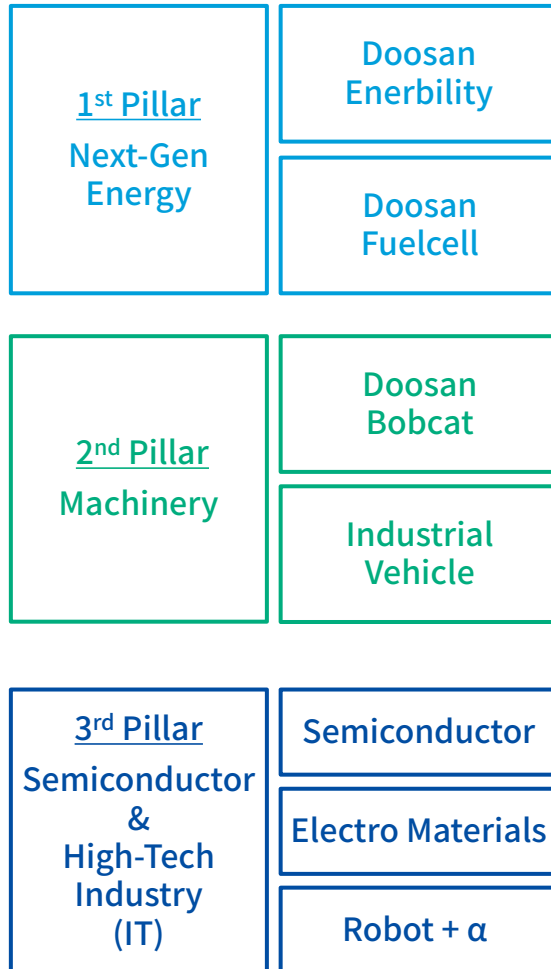 1st Pillar
Next-Gen
Energy
Doosan
Enerbility
Doosan
Fuelcell
2nd Pillar
Machinery
Doosan
Bobcat
Industrial
Vehicle
3rd Pillar
Semiconductor
&
High-Tech
Industry
(IT)
Semiconductor
Electro Materials
Robot + α